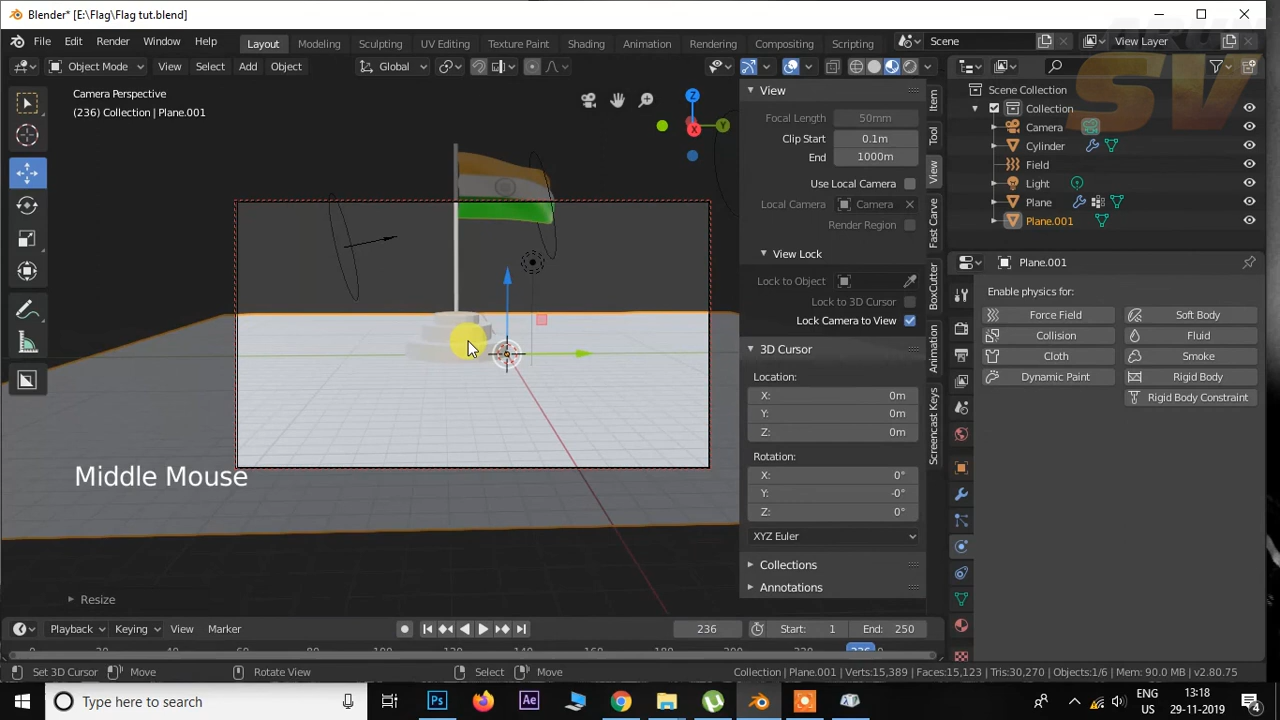 Blender* [E:\Flag\Flag tut.blend]
File Edit Render Window Help
Layout Modeling Sculpting UV Editing Texture Paint Shading Animation Rendering Compositing Scripting
Scene View Layer
Object Mode View Select Add Object Global
Camera Perspective
(236) Collection | Plane.001
Z
Y
X
View
Focal Length 50mm
Clip Start 0.1m
End 1000m
Use Local Camera
Local Camera Camera
Render Region
View Lock
Lock to Object
Lock to 3D Cursor
Lock Camera to View
3D Cursor
Location:
X: 0m
Y: 0m
Z: 0m
Rotation:
X: 0°
Y: -0°
Z: 0°
XYZ Euler
Collections
Annotations
Item
Tool
View
Fast Carve
BoxCutter
Animation
Screencast Keys
SV
Scene Collection
Collection
Camera
Cylinder
Field
Light
Plane
Plane.001
Plane.001
Enable physics for:
Force Field Soft Body
Collision Fluid
Cloth Smoke
Dynamic Paint Rigid Body
Rigid Body Constraint
Middle Mouse
Resize
Playback Keying View Marker 236 Start: 1 End: 250
Set 3D Cursor Move Rotate View Select Move Collection | Plane.001 | Verts:15,389 | Faces:15,123 | Tris:30,270 | Objects:1/6 | Mem: 90.0 MB | v2.80.75
Type here to search
Ps Ae
ENG
US
13:18
29-11-2019
4